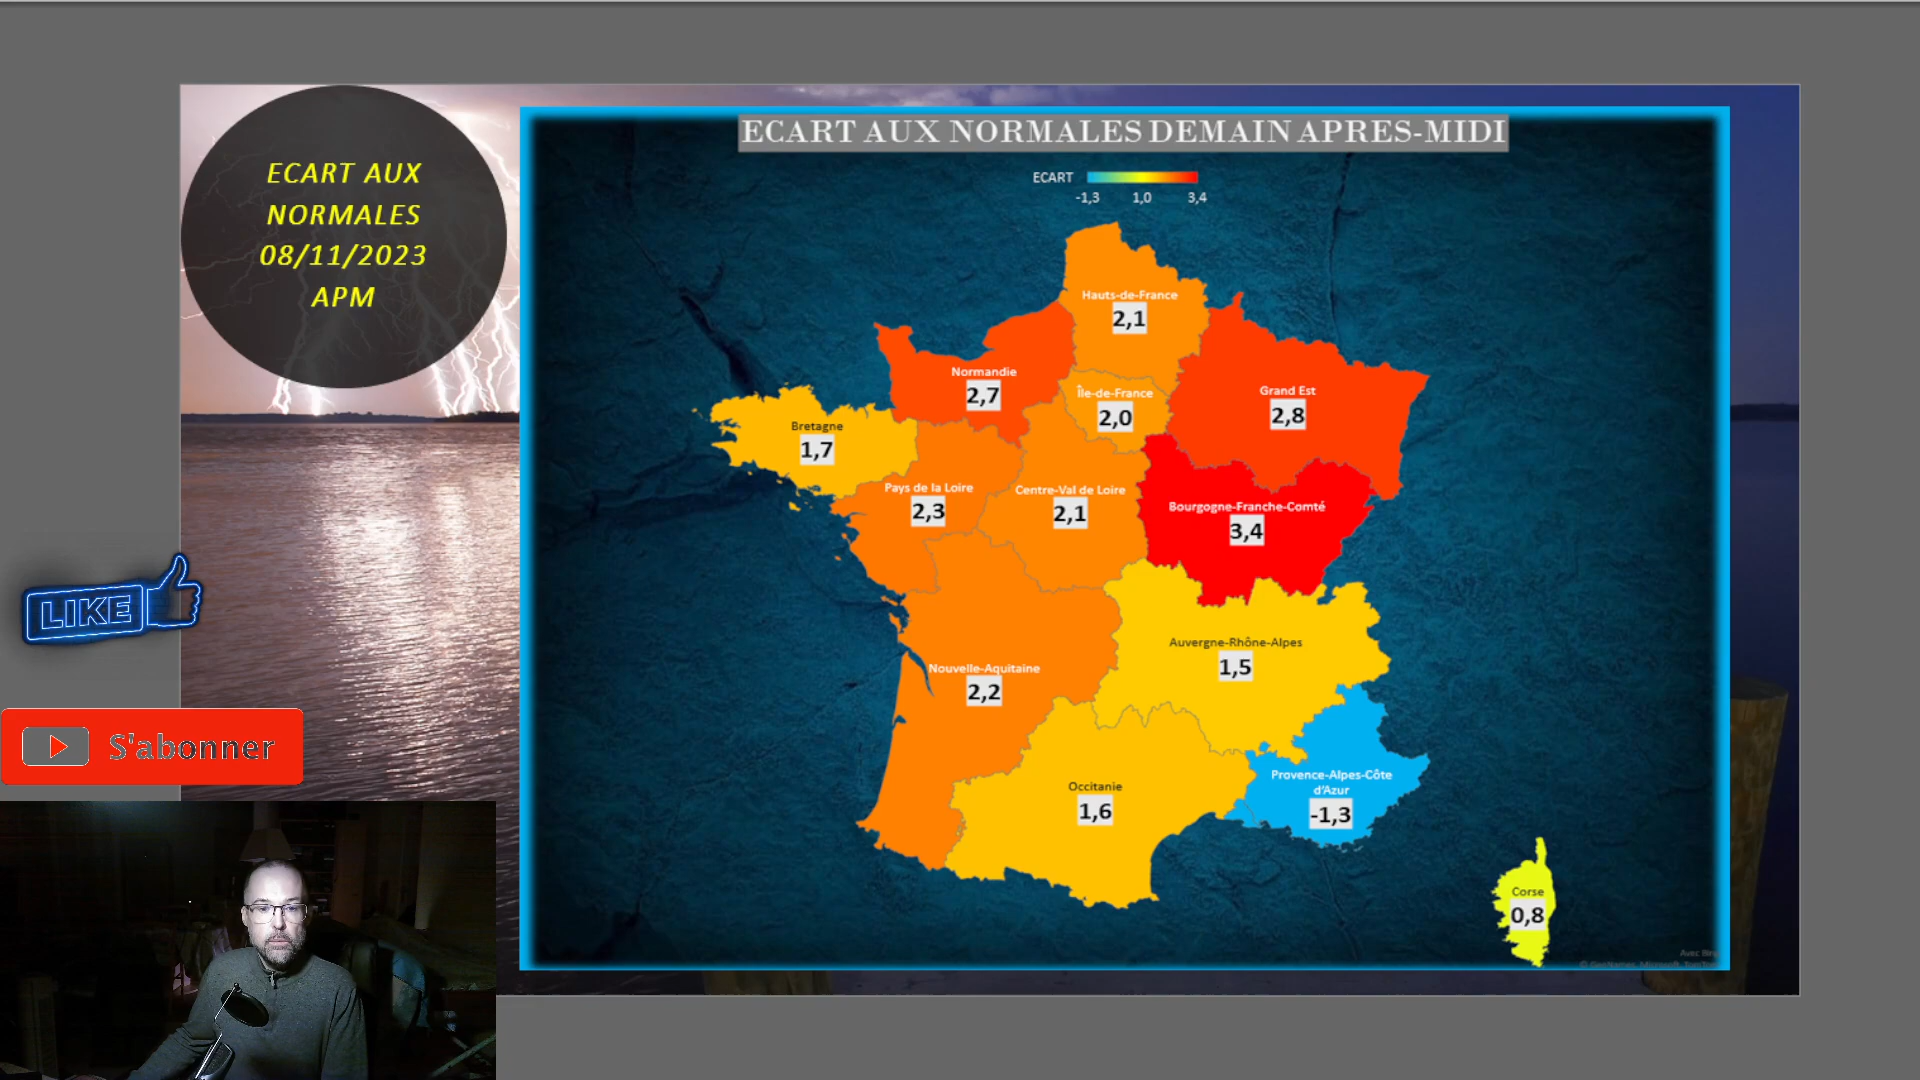 ECART AUX
NORMALES
08/11/2023
APM
ECART AUX NORMALES DEMAIN APRES-MIDI
ECART
-1,3 1,0 3,4
Hauts-de-France
2,1
Normandie
2,7
Île-de-France
2,0
Grand Est
2,8
Bretagne
1,7
Pays de la Loire
2,3
Centre-Val de Loire
2,1
Bourgogne-Franche-Comté
3,4
Auvergne-Rhône-Alpes
1,5
Nouvelle-Aquitaine
2,2
Occitanie
1,6
Provence-Alpes-Côte
d'Azur
-1,3
Corse
0,8
LIKE
S'abonner
Avec Bing